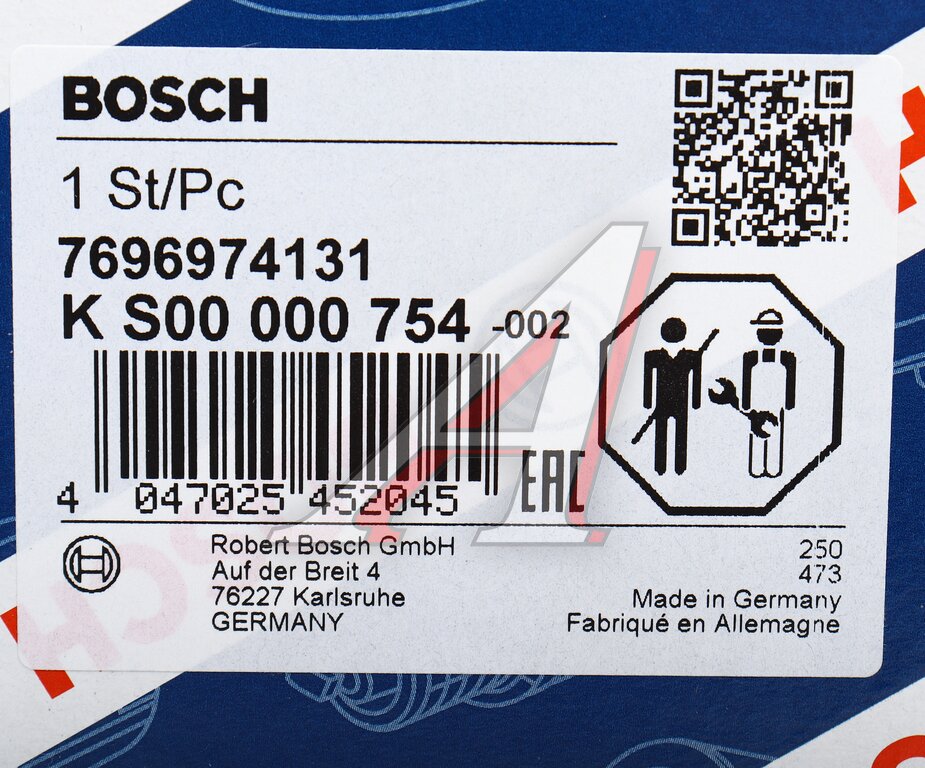 BOSCH
1 St/Pc
7696974131
K S00 000 754 -002
4 047025 452045
EAC
Robert Bosch GmbH
Auf der Breit 4
76227 Karlsruhe
GERMANY
250
473
Made in Germany
Fabriqué en Allemagne